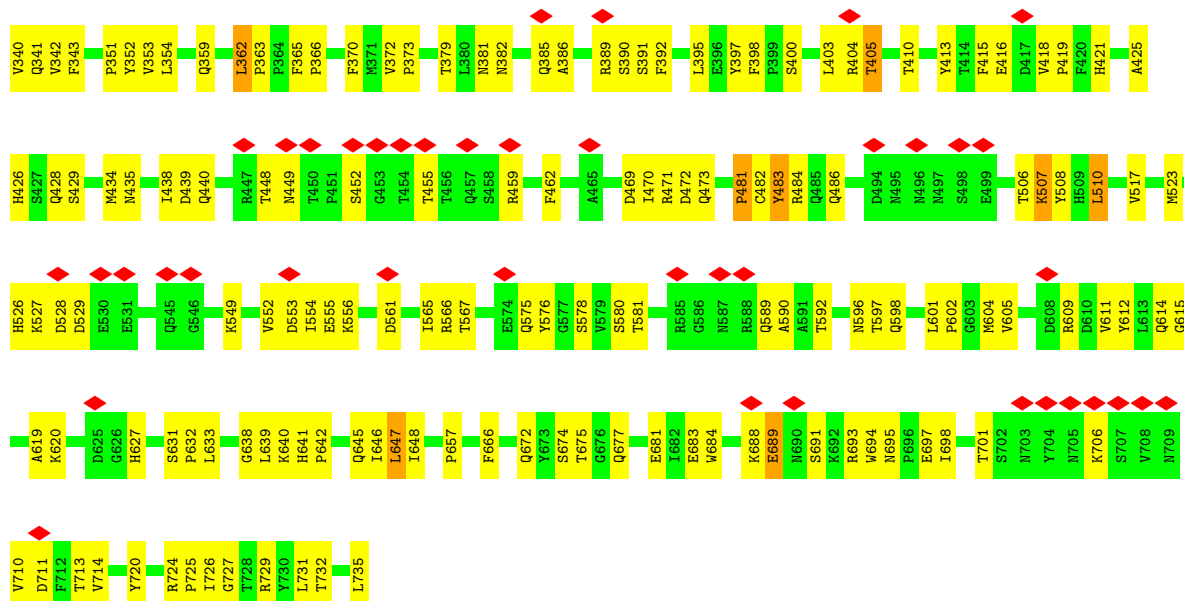 V340 Q341 V342 F343 P351 Y352 V353 L354 Q359 L362 P363 P364 F365 P366 F370 M371 V372 P373 T379 L380 N381 N382 Q385 A386 R389 S390 S391 F392 L395 E396 Y397 F398 P399 S400 L403 R404 T405 T410 Y413 T414 F415 E416 D417 V418 P419 F420 H421 A425
H426 S427 Q428 S429 M434 N435 I438 D439 Q440 R447 T448 N449 T450 P451 S452 G453 T454 T455 T456 Q457 S458 R459 F462 A465 D469 I470 R471 D472 Q473 P481 C482 Y483 R484 Q485 Q486 D494 N495 N496 N497 S498 E499 T506 K507 Y508 H509 L510 V517 M523
H526 K527 D528 D529 E530 E531 Q545 G546 K549 V552 D553 I554 E555 K556 D561 I565 R566 T567 E574 Q575 Y576 G577 S578 V579 S580 T581 R585 G586 N587 R588 Q589 A590 A591 T592 N596 T597 Q598 L601 P602 G603 M604 V605 D608 R609 D610 V611 Y612 L613 Q614 G615
A619 K620 D625 G626 H627 S631 P632 L633 G638 L639 K640 H641 P642 Q645 I646 L647 I648 P657 F666 Q672 Y673 S674 T675 G676 Q677 E681 I682 E683 W684 K688 E689 N690 S691 K692 R693 W694 N695 P696 E697 I698 T701 S702 N703 Y704 N705 K706 S707 V708 N709
V710 D711 F712 T713 V714 Y720 R724 P725 I726 G727 T728 R729 Y730 L731 T732 L735